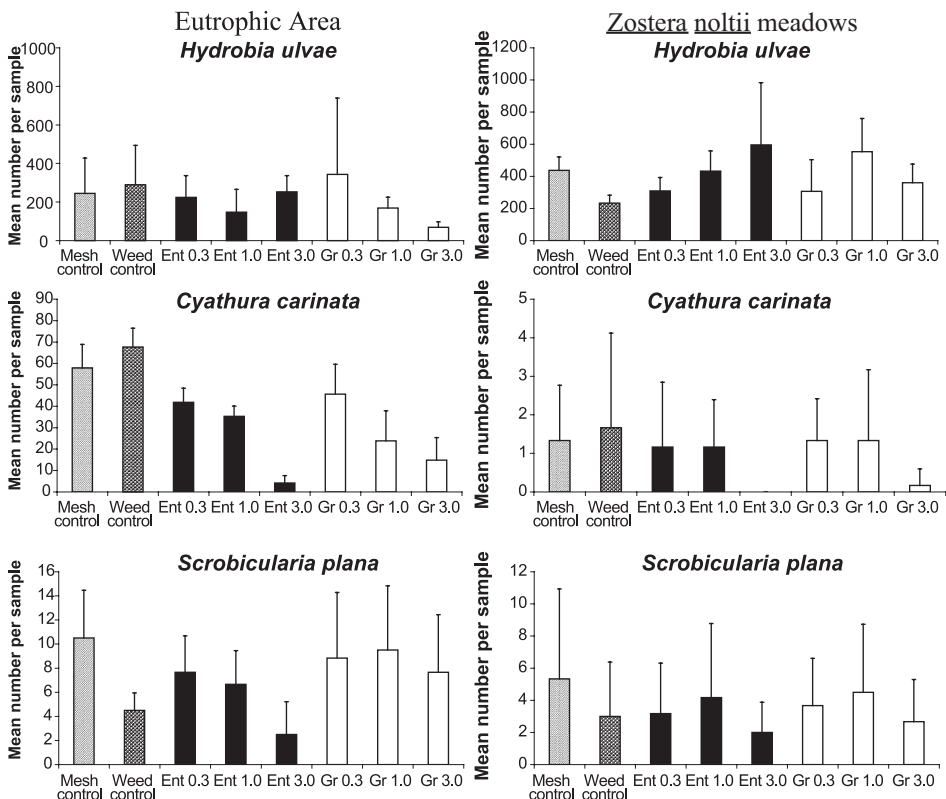 Eutrophic Area
Hydrobia ulvae
Mean number per sample
1000
800
600
400
200
0
Mesh control Weed control Ent 0.3 Ent 1.0 Ent 3.0 Gr 0.3 Gr 1.0 Gr 3.0
Zostera noltii meadows
Hydrobia ulvae
Mean number per sample
1200
1000
800
600
400
200
0
Mesh control Weed control Ent 0.3 Ent 1.0 Ent 3.0 Gr 0.3 Gr 1.0 Gr 3.0
Cyathura carinata
Mean number per sample
90
80
70
60
50
40
30
20
10
0
Mesh control Weed control Ent 0.3 Ent 1.0 Ent 3.0 Gr 0.3 Gr 1.0 Gr 3.0
Cyathura carinata
Mean number per sample
5
4
3
2
1
0
Mesh control Weed control Ent 0.3 Ent 1.0 Ent 3.0 Gr 0.3 Gr 1.0 Gr 3.0
Scrobicularia plana
Mean number per sample
16
14
12
10
8
6
4
2
0
Mesh control Weed control Ent 0.3 Ent 1.0 Ent 3.0 Gr 0.3 Gr 1.0 Gr 3.0
Scrobicularia plana
Mean number per sample
12
10
8
6
4
2
0
Mesh control Weed control Ent 0.3 Ent 1.0 Ent 3.0 Gr 0.3 Gr 1.0 Gr 3.0